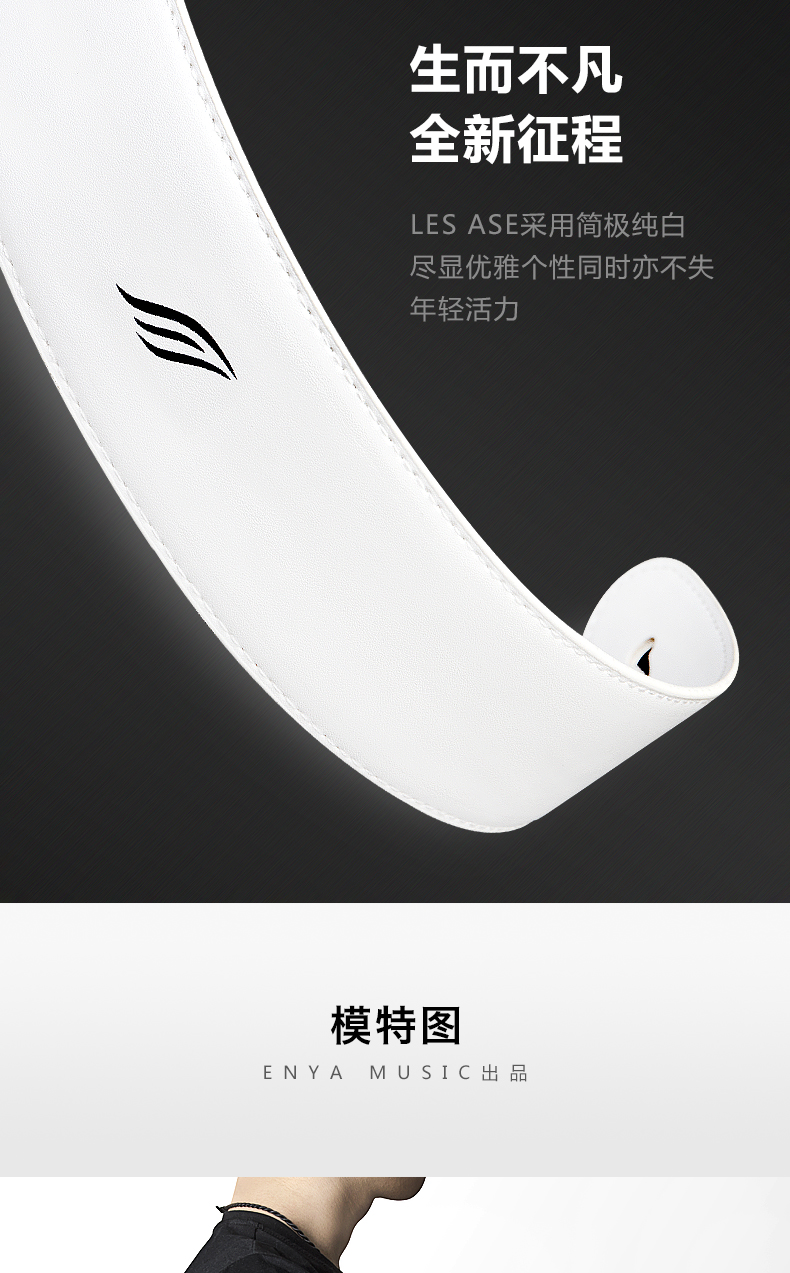 生而不凡
全新征程
LES ASE采用简极纯白
尽显优雅个性同时亦不失
年轻活力
模特图
ENYA MUSIC出品